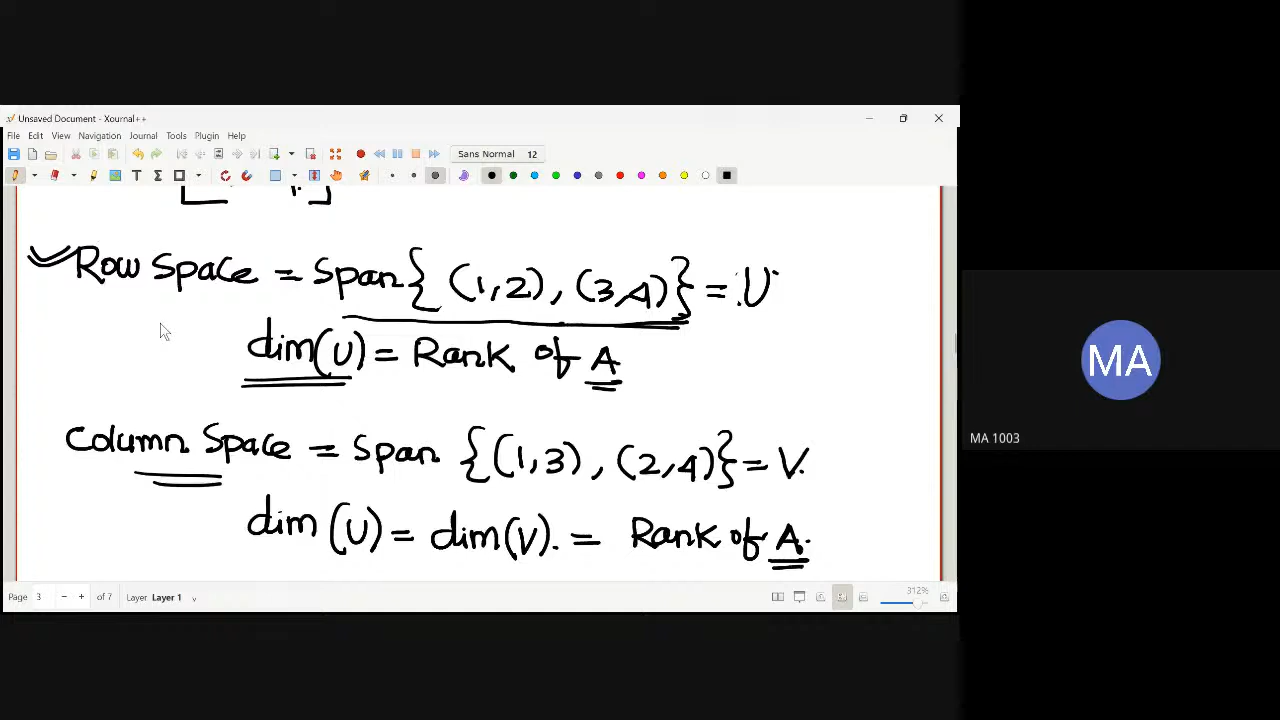 Unsaved Document - Xournal++
File Edit View Navigation Journal Tools Plugin Help
Sans Normal 12
Row Space = Span{(1,2), (3,4)} = U
dim(U) = Rank of A
Column Space = Span {(1,3), (2,4)} = V.
dim (U) = dim(V). = Rank of A.
Page 3 − + of 7 Layer Layer 1 312%
MA
MA 1003